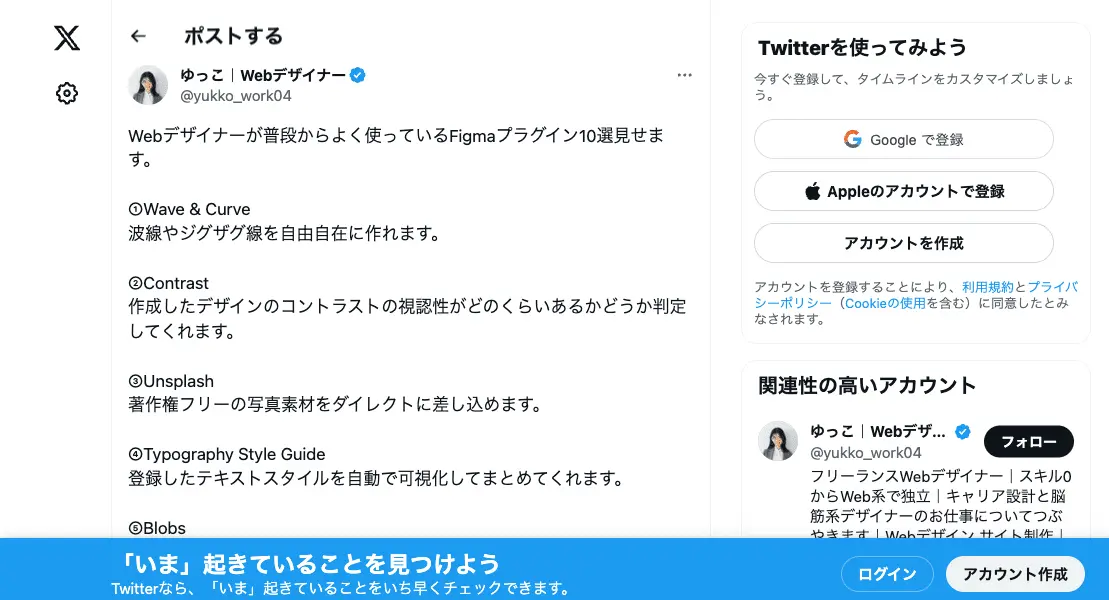 ポストする
ゆっこ｜Webデザイナー
@yukko_work04
Webデザイナーが普段からよく使っているFigmaプラグイン10選見せま
す。
①Wave & Curve
波線やジグザグ線を自由自在に作れます。
②Contrast
作成したデザインのコントラストの視認性がどのくらいあるかどうか判定
してくれます。
③Unsplash
著作権フリーの写真素材をダイレクトに差し込めます。
④Typography Style Guide
登録したテキストスタイルを自動で可視化してまとめてくれます。
⑤Blobs
Twitterを使ってみよう
今すぐ登録して、タイムラインをカスタマイズしましょ
う。
Google で登録
Appleのアカウントで登録
アカウントを作成
アカウントを登録することにより、利用規約とプライバ
シーポリシー（Cookieの使用を含む）に同意したとみ
なされます。
関連性の高いアカウント
ゆっこ｜Webデザ...
@yukko_work04
フォロー
フリーランスWebデザイナー｜スキル0
からWeb系で独立｜キャリア設計と脳
筋系デザイナーのお仕事についてつぶ
やきます｜Webデザイン サイト制作｜
「いま」起きていることを見つけよう
Twitterなら、「いま」起きていることをいち早くチェックできます。
ログイン
アカウント作成